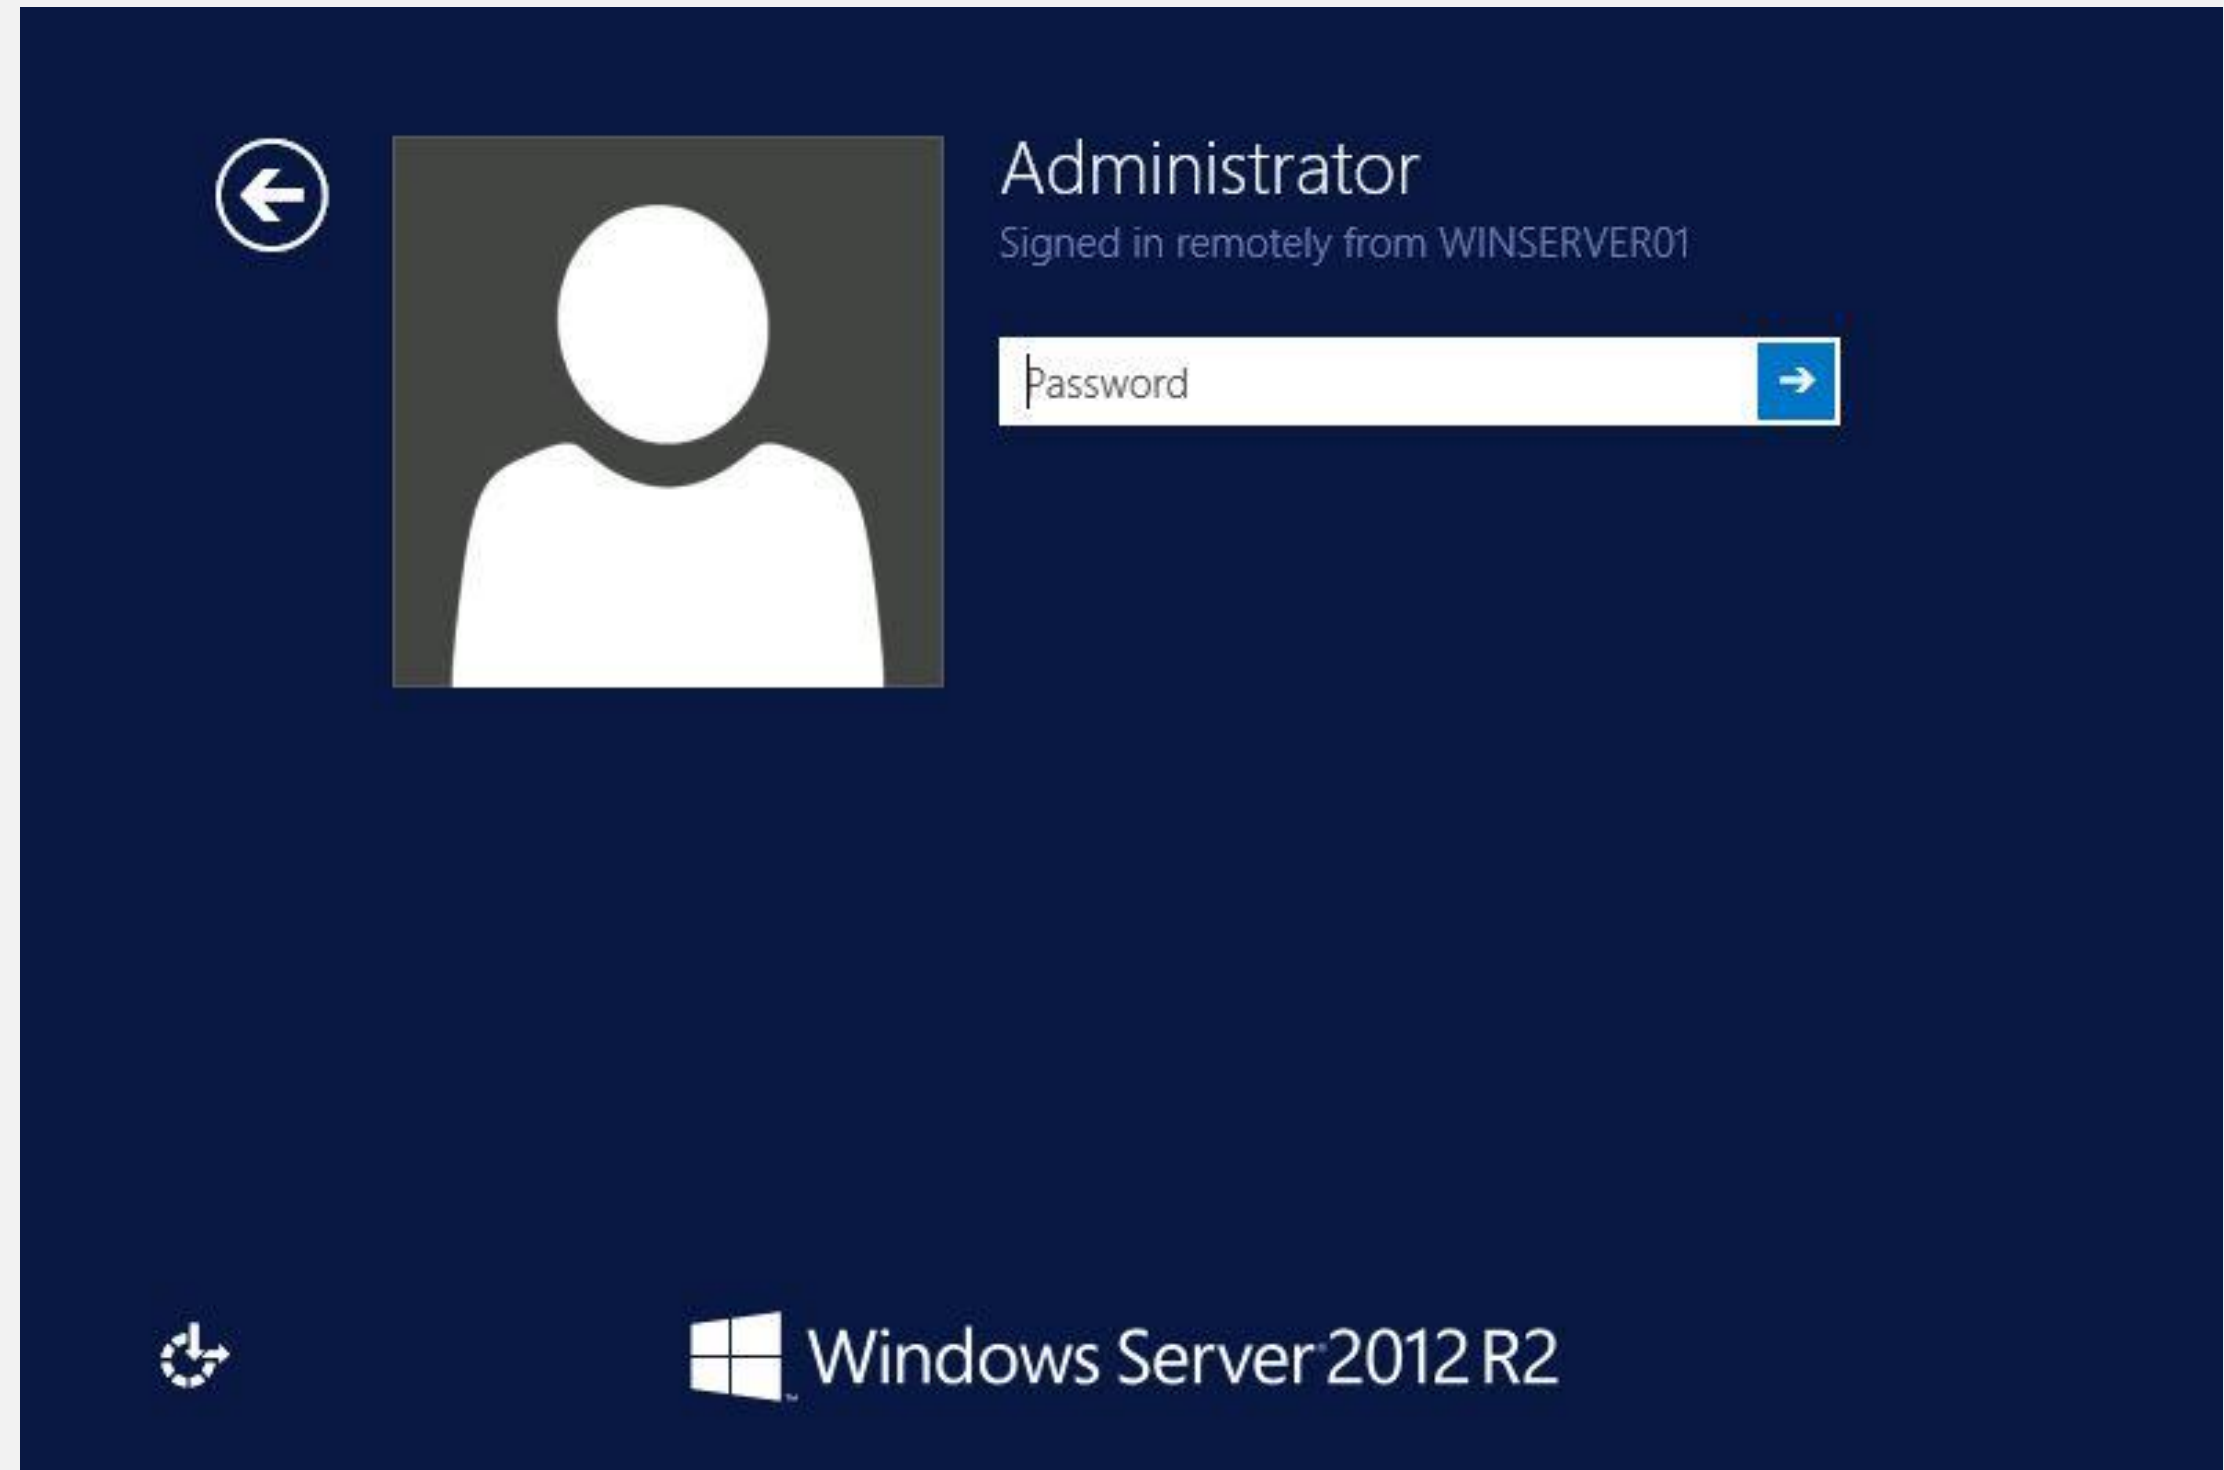 Administrator
Signed in remotely from WINSERVER01
Password
Windows Server 2012 R2